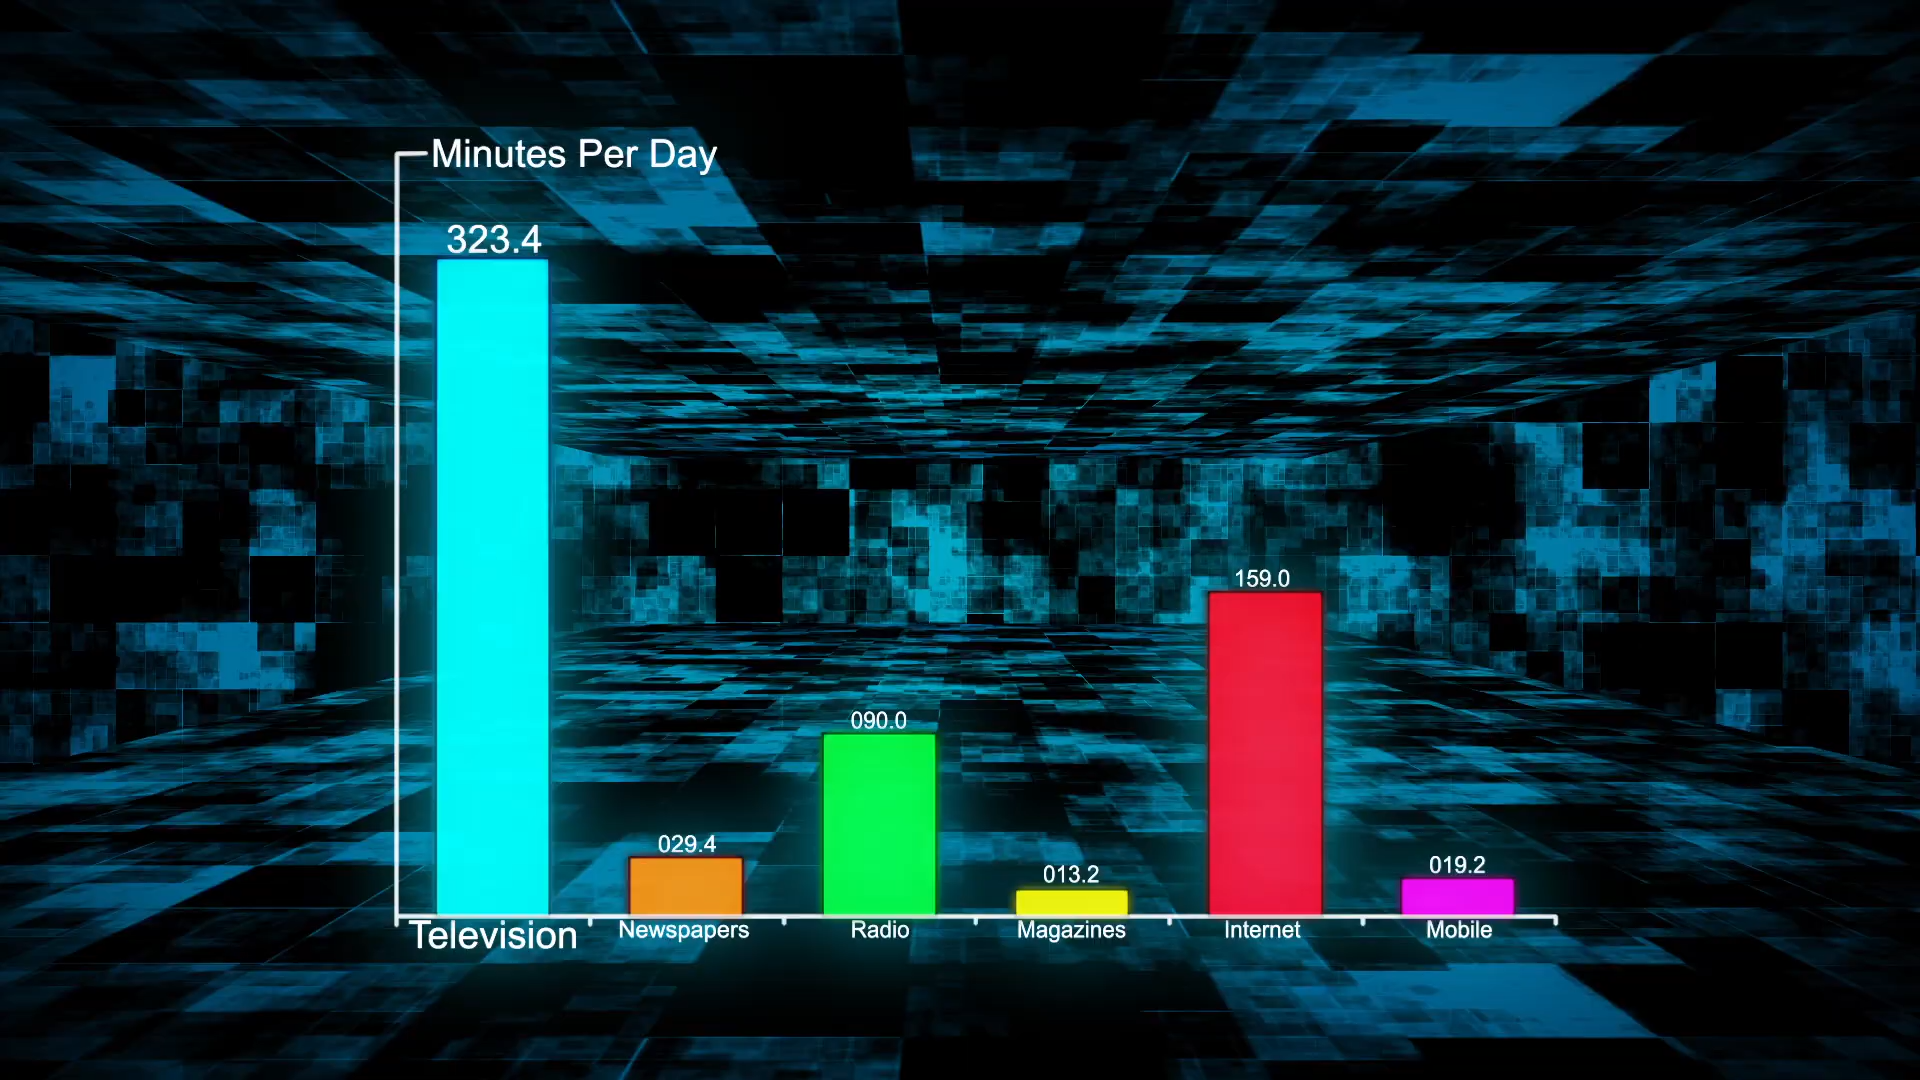 Minutes Per Day
323.4
159.0
090.0
029.4
019.2
013.2
Television
Newspapers
Radio
Magazines
Internet
Mobile